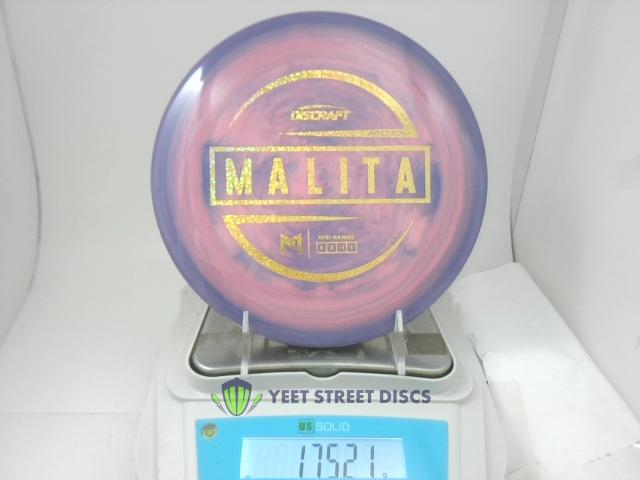 DISCRAFT
FIRST RUN
MALITA
M
MID-RANGE
YEET STREET DISCS
US SOLID
175.21
g